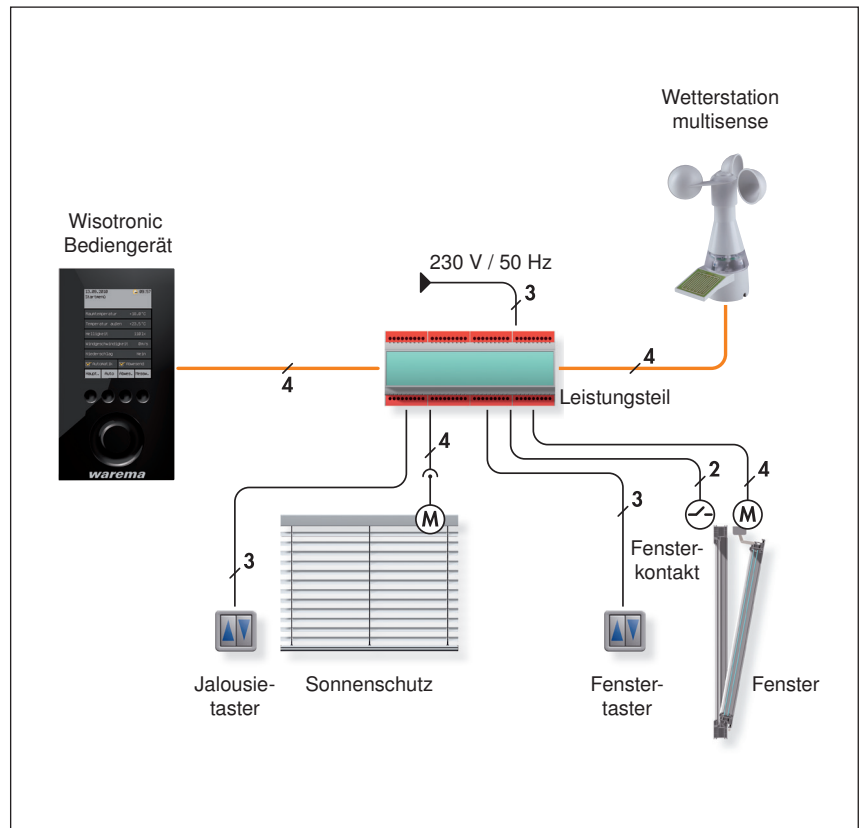 Wetterstation
multisense
Wisotronic
Bediengerät
230 V / 50 Hz
3
4
4
Leistungsteil
warema
4
2
4
3
3
M
M
Fenster-
kontakt
Jalousie-
taster
Sonnenschutz
Fenster-
taster
Fenster